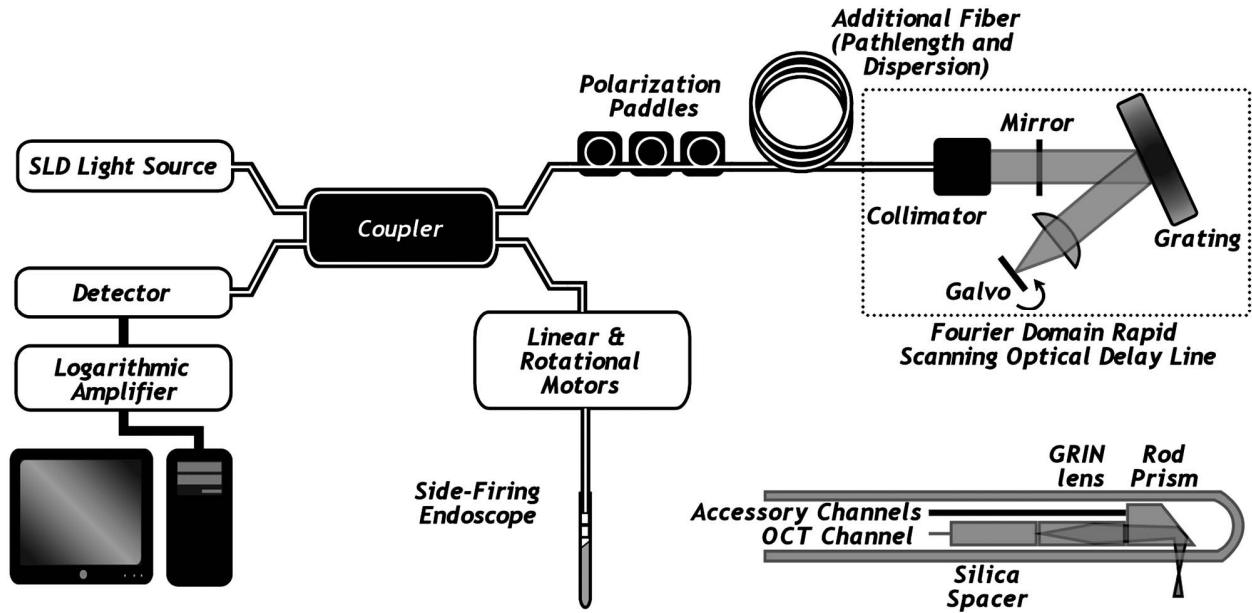 Additional Fiber
(Pathlength and
Dispersion)
Polarization
Paddles
Mirror
SLD Light Source
Collimator
Coupler
Grating
Detector
Galvo
Linear &
Rotational
Motors
Fourier Domain Rapid
Scanning Optical Delay Line
Logarithmic
Amplifier
GRIN
lens
Rod
Prism
Side-Firing
Endoscope
Accessory Channels
OCT Channel
Silica
Spacer